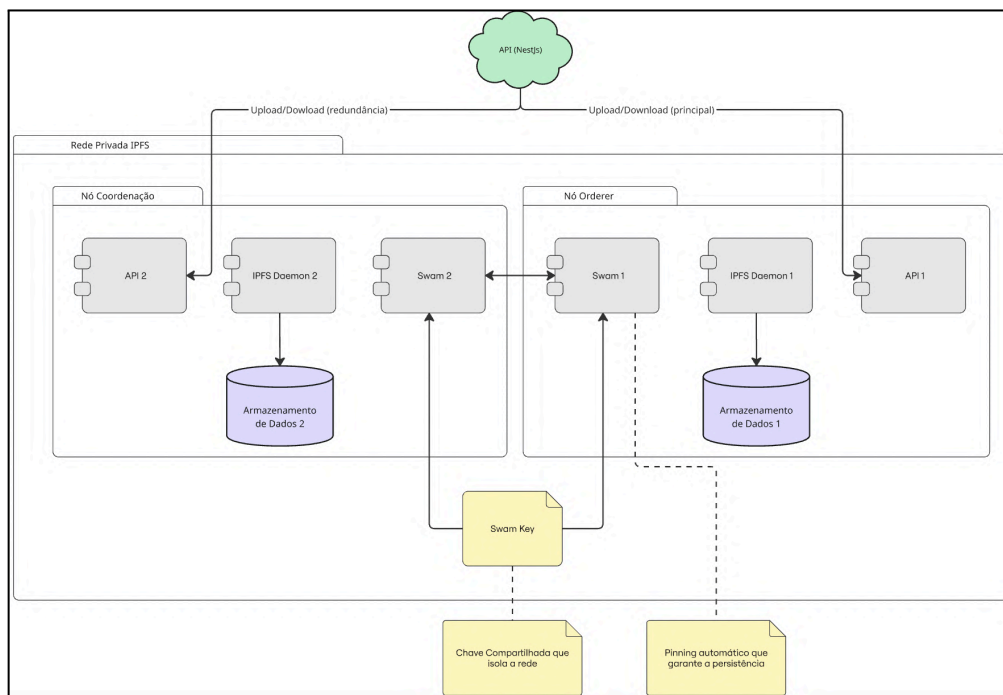 API (NestJs)
Upload/Dowload (redundância)
Upload/Download (principal)
Rede Privada IPFS
Nó Coordenação
Nó Orderer
API 2
IPFS Daemon 2
Swam 2
Swam 1
IPFS Daemon 1
API 1
Armazenamento
de Dados 2
Armazenamento
de Dados 1
Swam Key
Chave Compartilhada que
isola a rede
Pinning automático que
garante a persistência